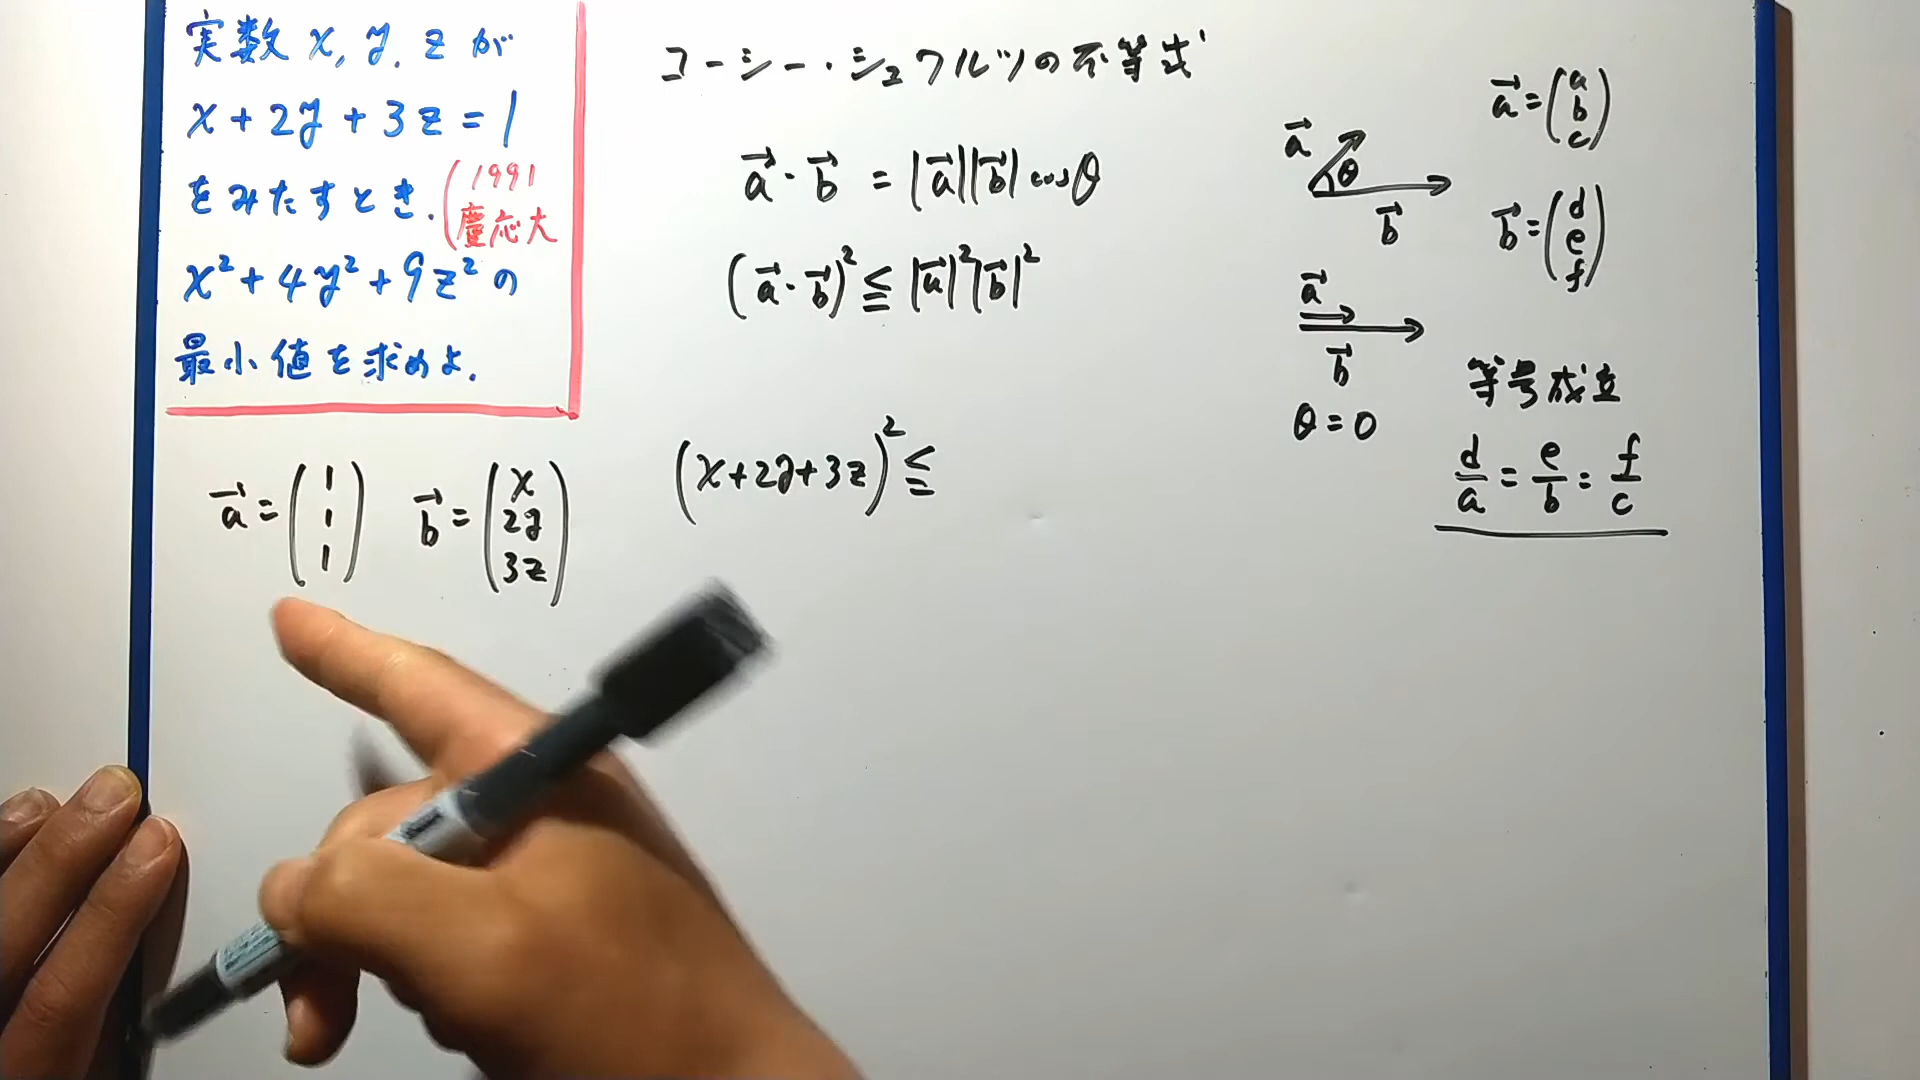 実数 x, y, z が
x + 2y + 3z = 1
をみたすとき.
(1991
慶応大
x² + 4y² + 9z² の
最小値を求めよ.
コーシー・シュワルツの不等式
a⃗・b⃗ = |a⃗||b⃗| cosθ
(a⃗・b⃗)² ≦ |a⃗|²|b⃗|²
a⃗
θ
b⃗
a⃗ = (a b c)
b⃗ = (d e f)
a⃗
b⃗
θ = 0
等号成立
d/a = e/b = f/c
a⃗ = (1 1 1)
b⃗ = (x 2y 3z)
(x + 2y + 3z)² ≦